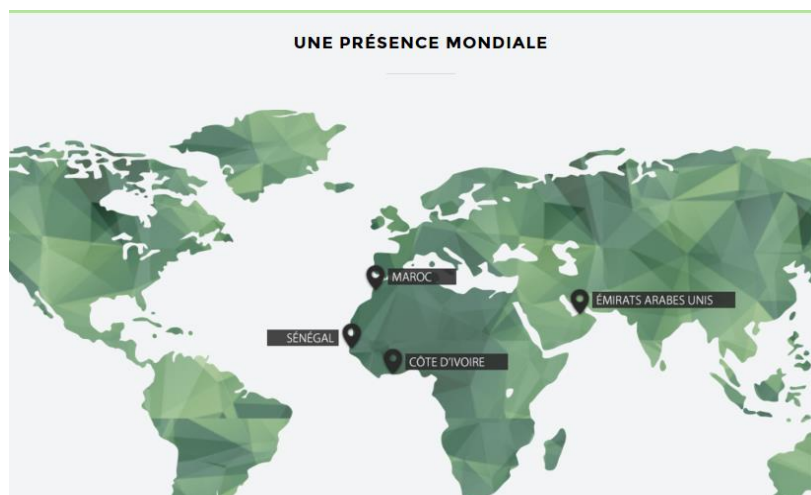 UNE PRÉSENCE MONDIALE
MAROC
ÉMIRATS ARABES UNIS
SÉNÉGAL
CÔTE D'IVOIRE